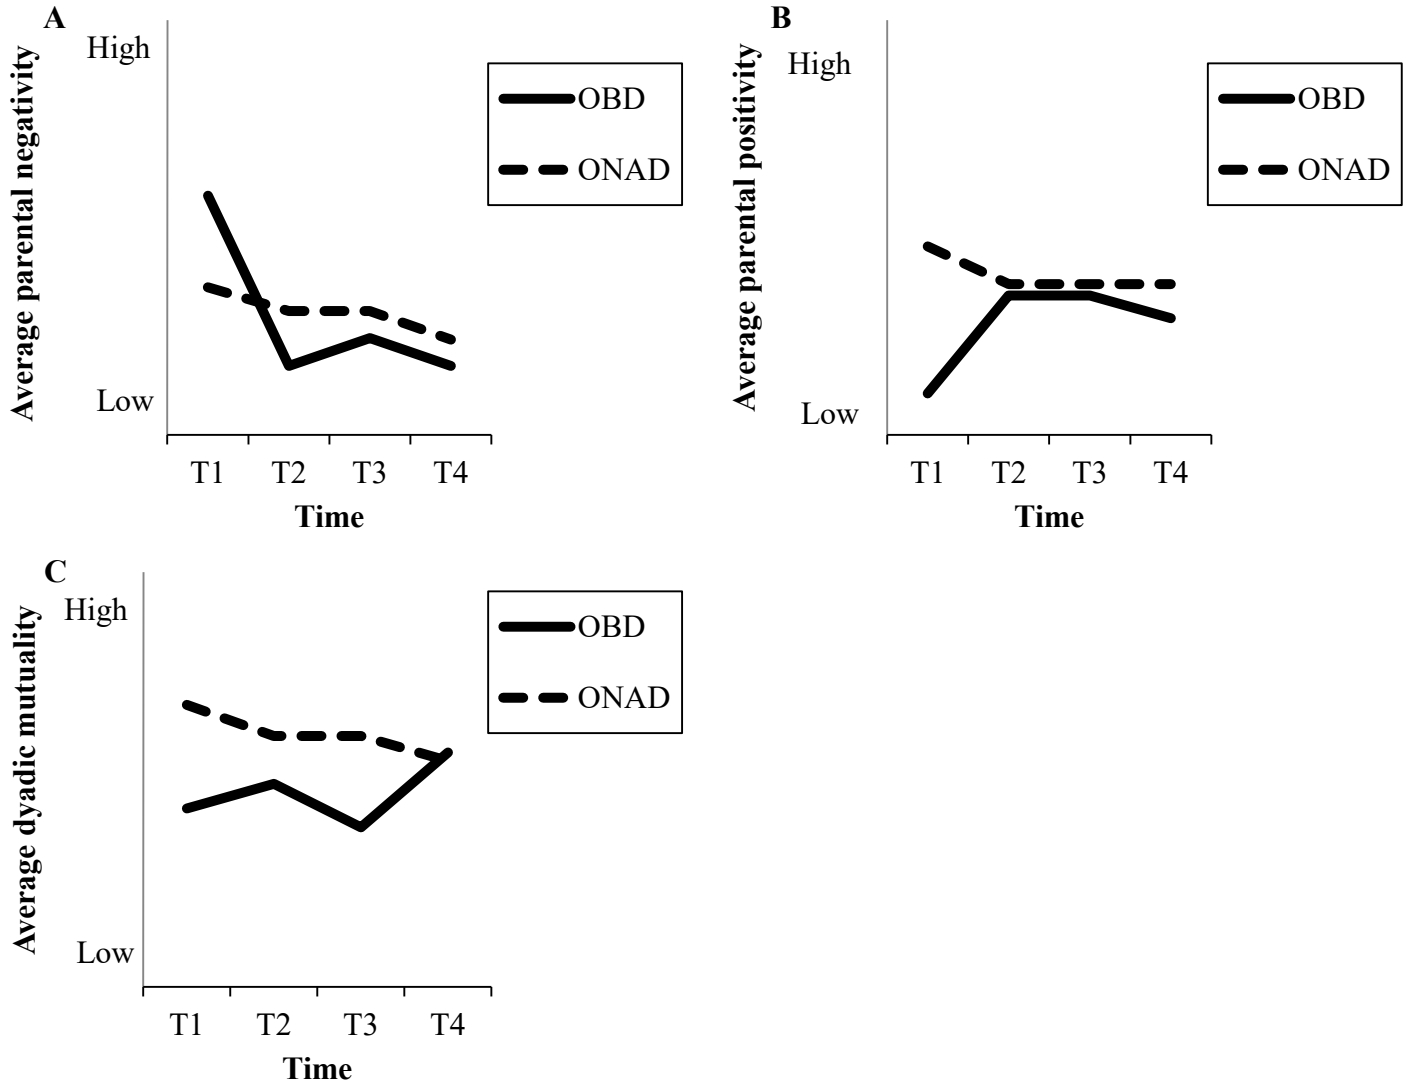 A
High
Average parental negativity
Low
OBD
ONAD
T1 T2 T3 T4
Time
B
High
Average parental positivity
Low
OBD
ONAD
T1 T2 T3 T4
Time
C
High
Average dyadic mutuality
Low
OBD
ONAD
T1 T2 T3 T4
Time